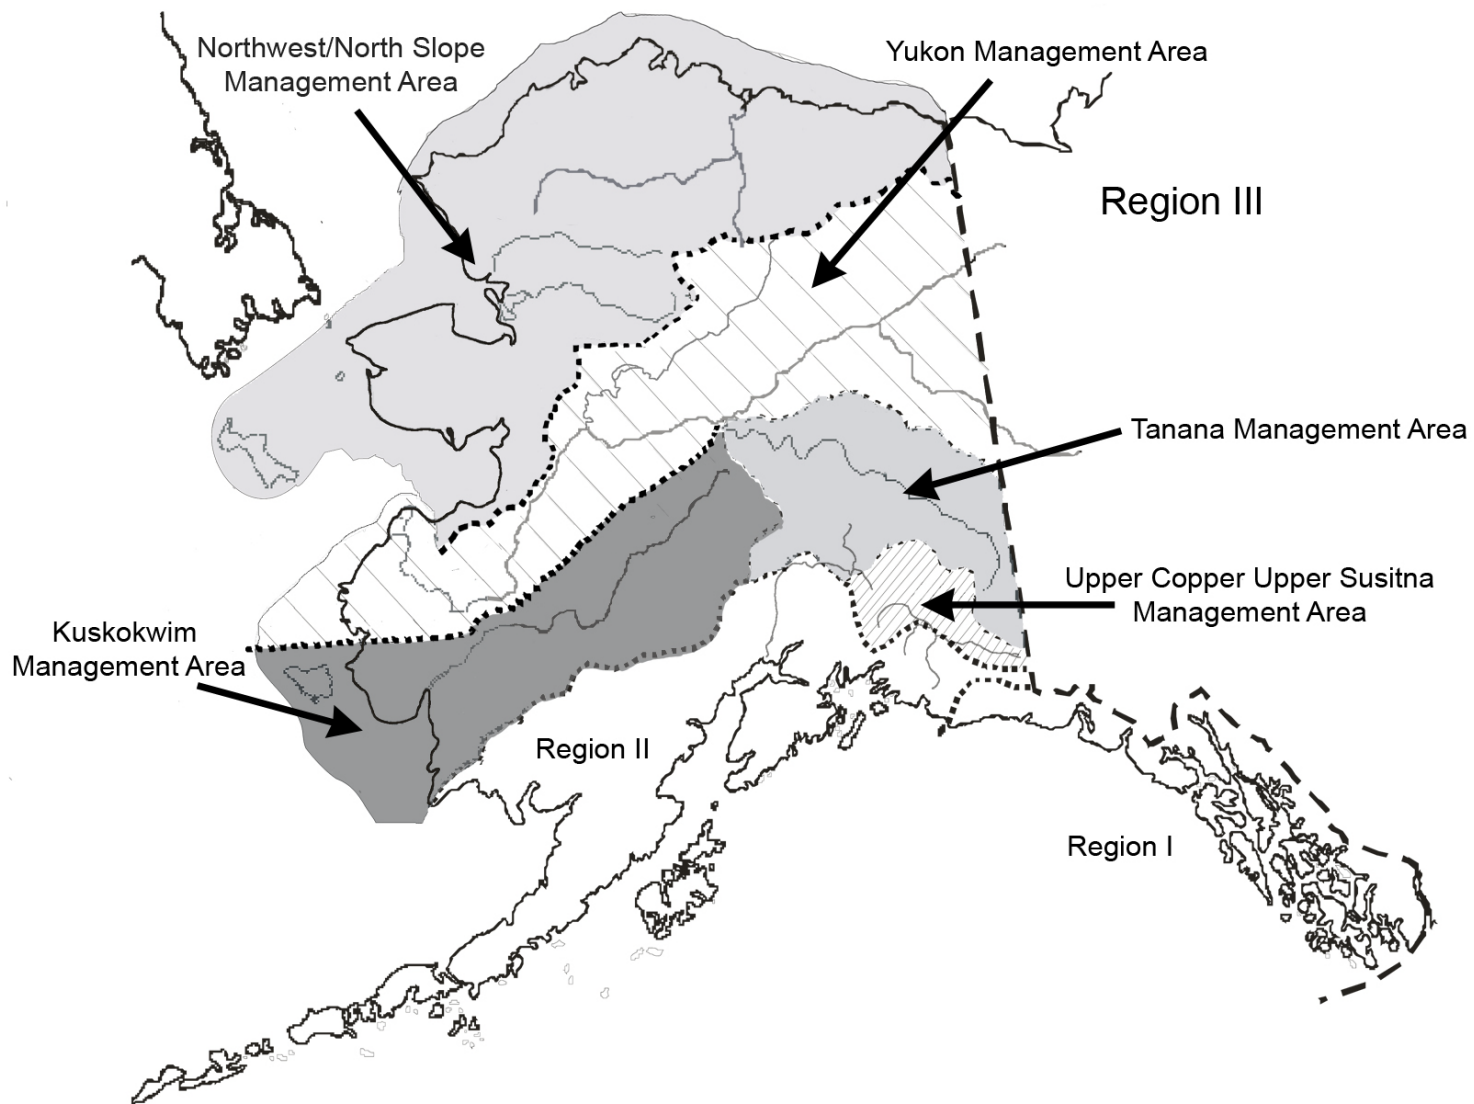 Northwest/North Slope
Management Area
Yukon Management Area
Region III
Tanana Management Area
Upper Copper Upper Susitna
Management Area
Kuskokwim
Management Area
Region II
Region I